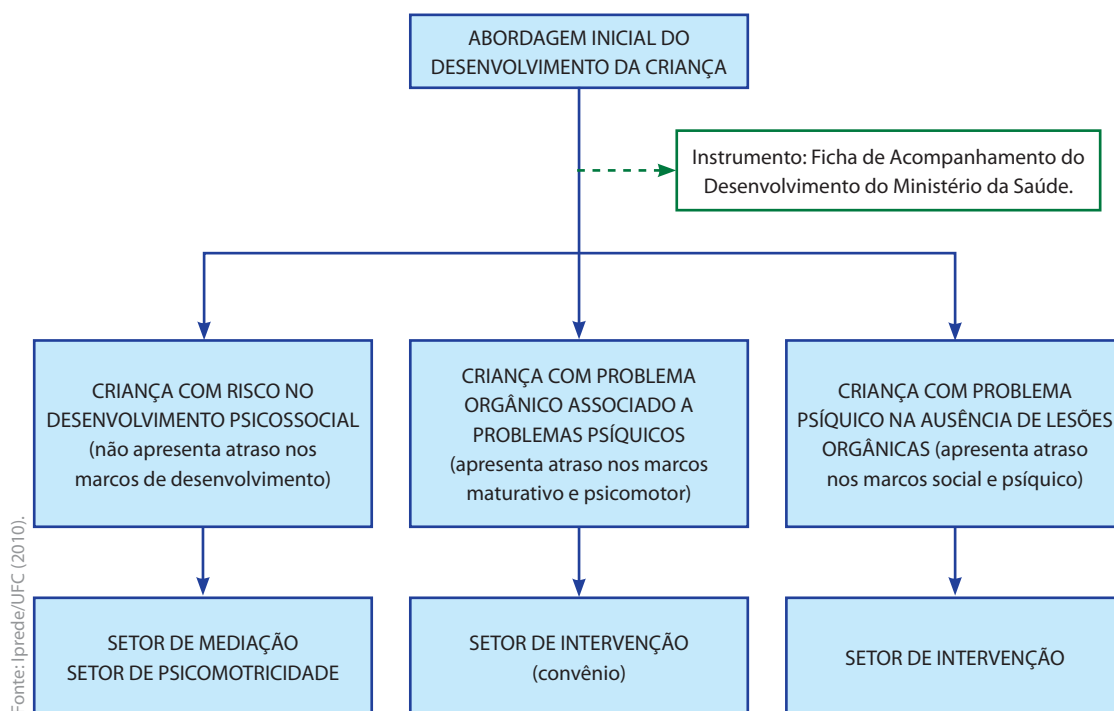 ABORDAGEM INICIAL DO
DESENVOLVIMENTO DA CRIANÇA
Instrumento: Ficha de Acompanhamento do
Desenvolvimento do Ministério da Saúde.
CRIANÇA COM RISCO NO
DESENVOLVIMENTO PSICOSSOCIAL
(não apresenta atraso nos
marcos de desenvolvimento)
CRIANÇA COM PROBLEMA
ORGÂNICO ASSOCIADO A
PROBLEMAS PSÍQUICOS
(apresenta atraso nos marcos
maturativo e psicomotor)
CRIANÇA COM PROBLEMA
PSÍQUICO NA AUSÊNCIA DE LESÕES
ORGÂNICAS (apresenta atraso
nos marcos social e psíquico)
SETOR DE MEDIAÇÃO
SETOR DE PSICOMOTRICIDADE
SETOR DE INTERVENÇÃO
(convênio)
SETOR DE INTERVENÇÃO
Fonte: Iprede/UFC (2010).